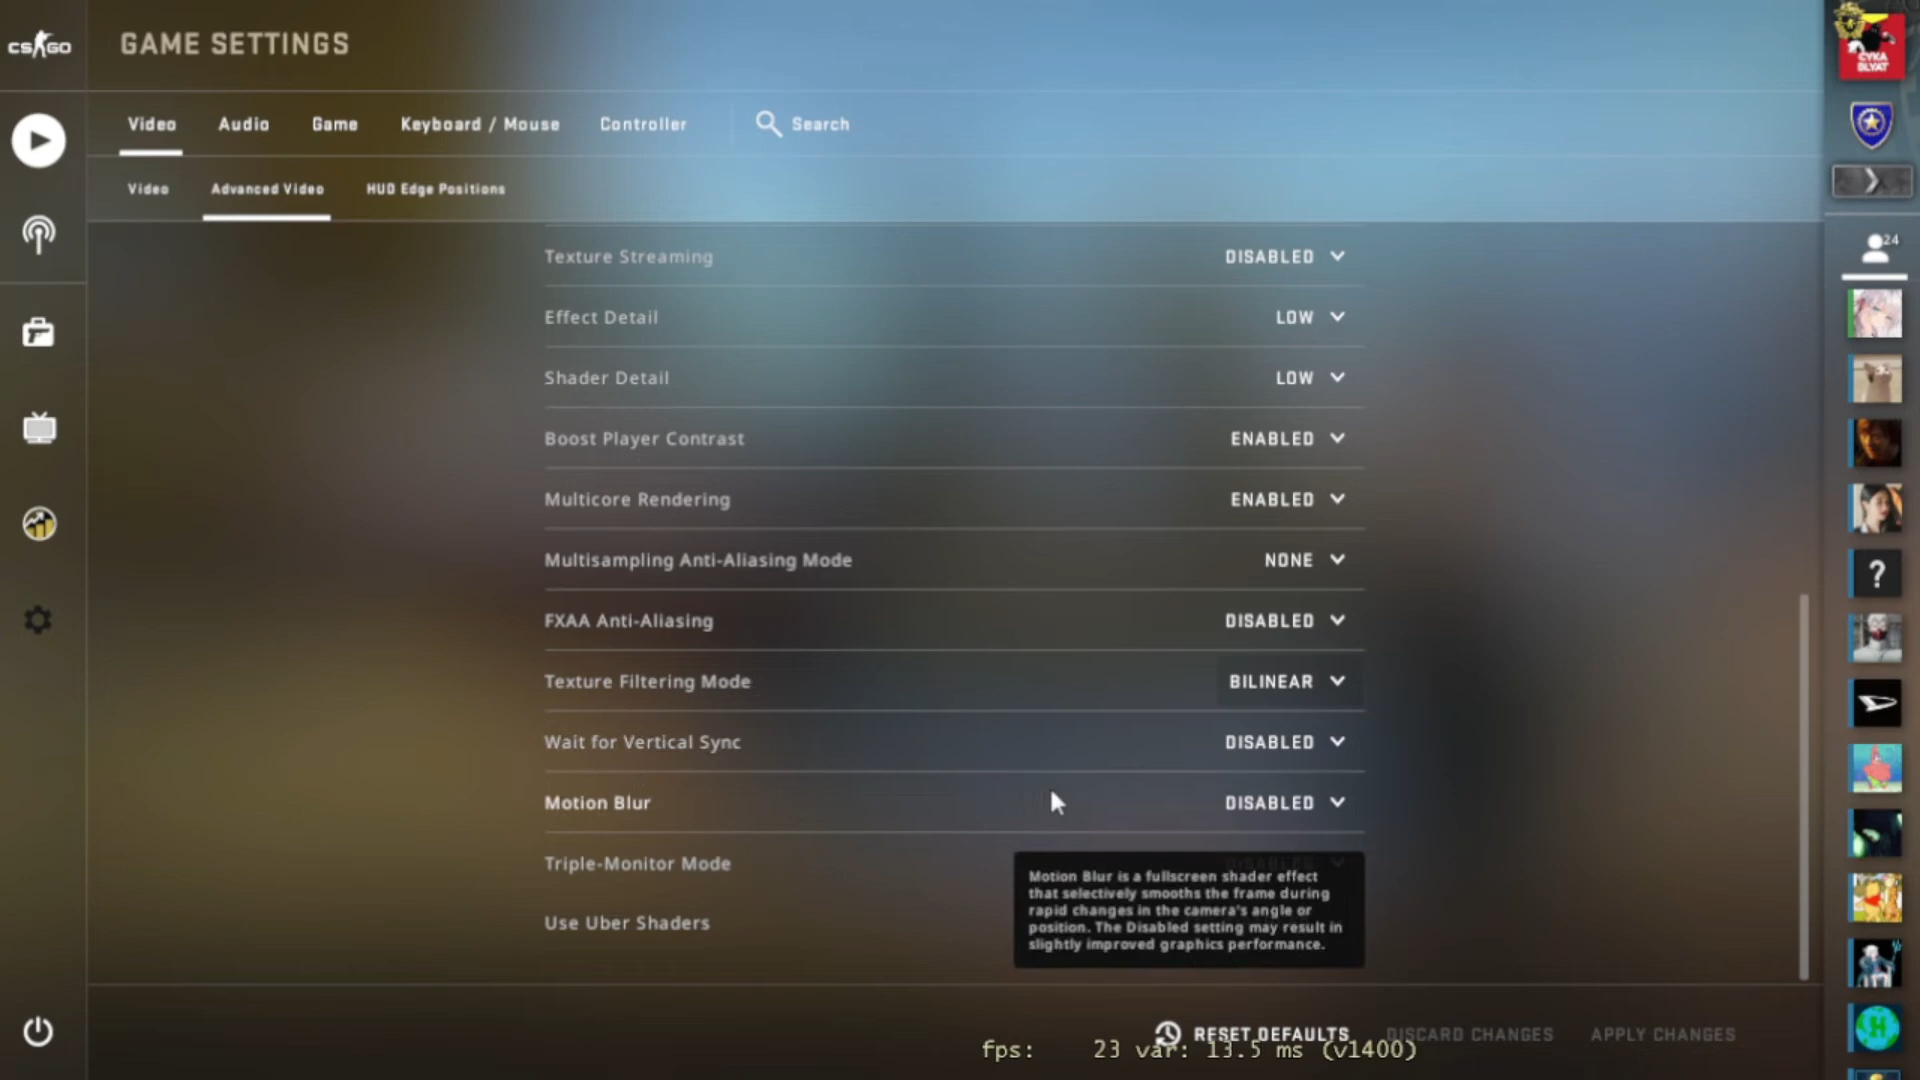 CS GO
GAME SETTINGS
CYKA
BLYAT
Video
Audio
Game
Keyboard / Mouse
Controller
Search
Video
Advanced Video
HUD Edge Positions
24
Texture Streaming
DISABLED
Effect Detail
LOW
Shader Detail
LOW
Boost Player Contrast
ENABLED
Multicore Rendering
ENABLED
Multisampling Anti-Aliasing Mode
NONE
?
FXAA Anti-Aliasing
DISABLED
Texture Filtering Mode
BILINEAR
Wait for Vertical Sync
DISABLED
Motion Blur
DISABLED
Triple-Monitor Mode
DISABLED
Motion Blur is a fullscreen shader effect
that selectively smooths the frame during
rapid changes in the camera's angle or
position. The Disabled setting may result in
slightly improved graphics performance.
Use Uber Shaders
H
RESET DEFAULTS
DISCARD CHANGES
APPLY CHANGES
fps: 23 var: 13.5 ms (v1400)